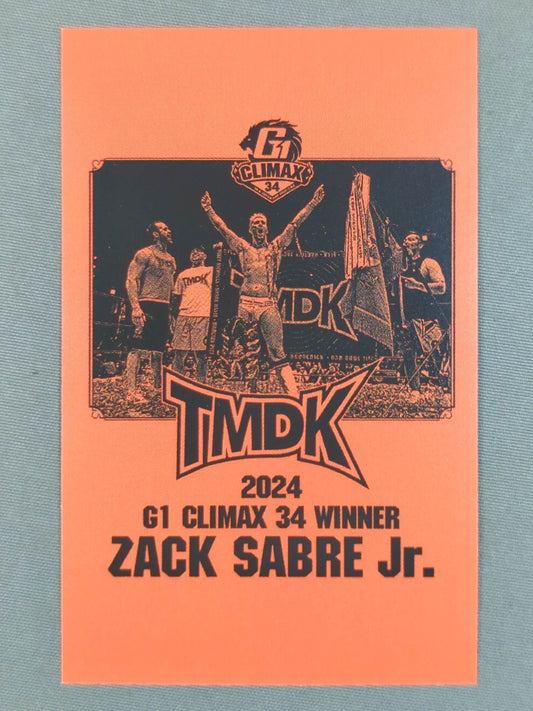 G1
CLIMAX
34
TMDK
TMDK
TMDK
2024
G1 CLIMAX 34 WINNER
ZACK SABRE Jr.